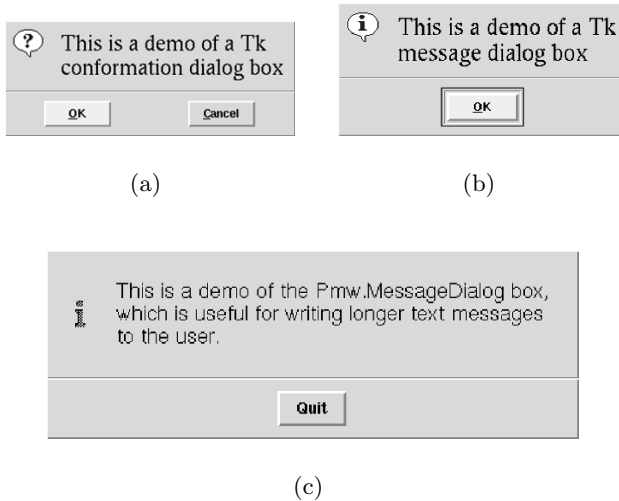 ?
This is a demo of a Tk
conformation dialog box
OK
Cancel
(a)
i
This is a demo of a Tk
message dialog box
OK
(b)
i
This is a demo of the Pmw.MessageDialog box,
which is useful for writing longer text messages
to the user.
Quit
(c)